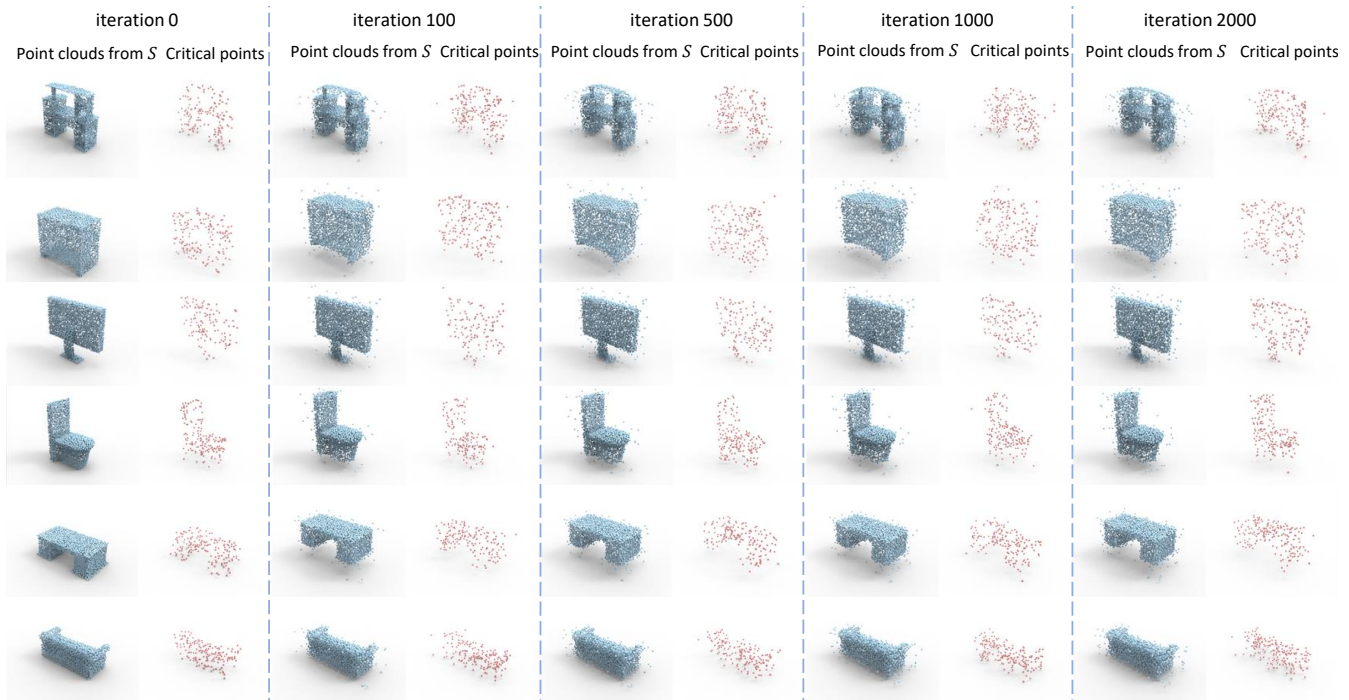 iteration 0 iteration 100 iteration 500 iteration 1000 iteration 2000
Point clouds from S Critical points Point clouds from S Critical points Point clouds from S Critical points Point clouds from S Critical points Point clouds from S Critical points